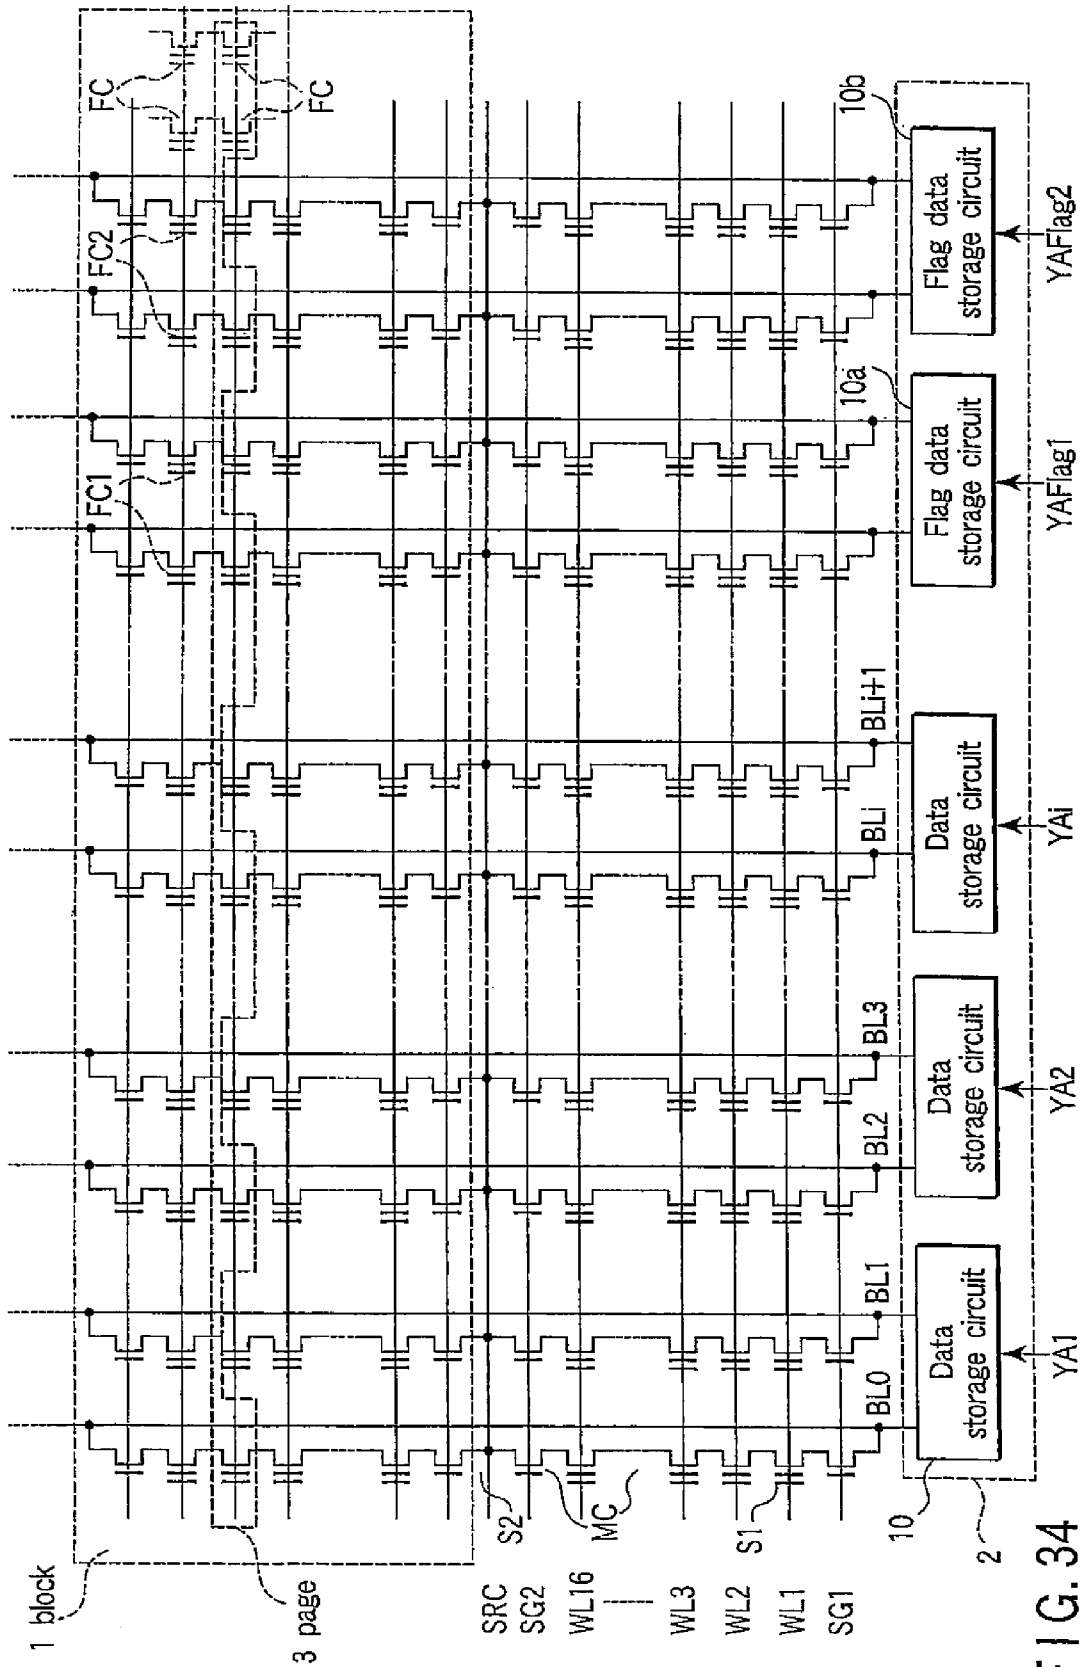 1 block
3 page
FC
FC
FC2
FC1
SRC
SG2
WL16
WL3
WL2
WL1
SG1
S2
MC
S1
BL0
BL1
BL2
BL3
BLi
BLi+1
10
10a
10b
2
Data
storage circuit
Data
storage circuit
Data
storage circuit
Flag data
storage circuit
Flag data
storage circuit
YA1
YA2
YAi
YAFlag1
YAFlag2
FIG. 34